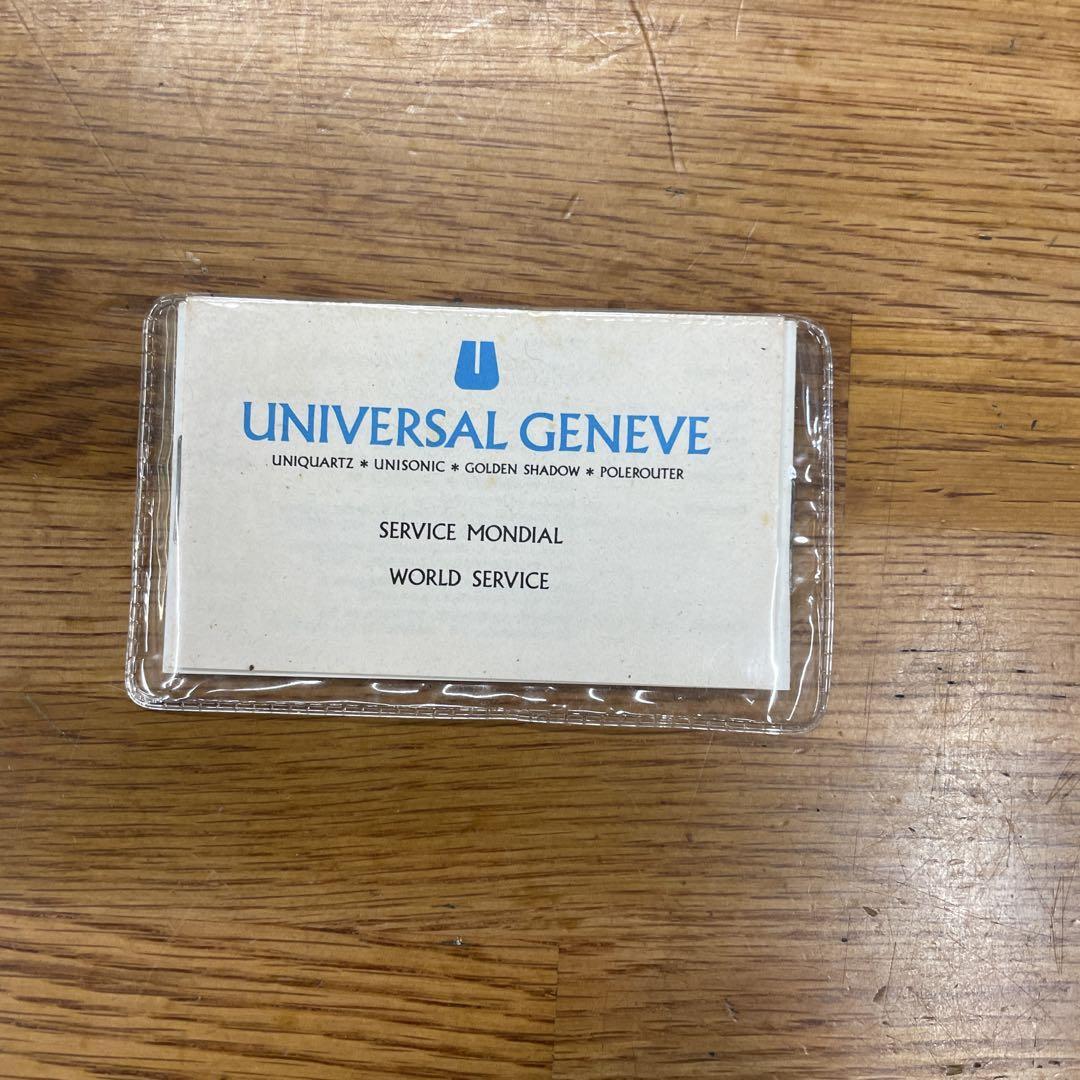 U
UNIVERSAL GENEVE
UNIQUARTZ * UNISONIC * GOLDEN SHADOW * POLEROUTER
SERVICE MONDIAL
WORLD SERVICE